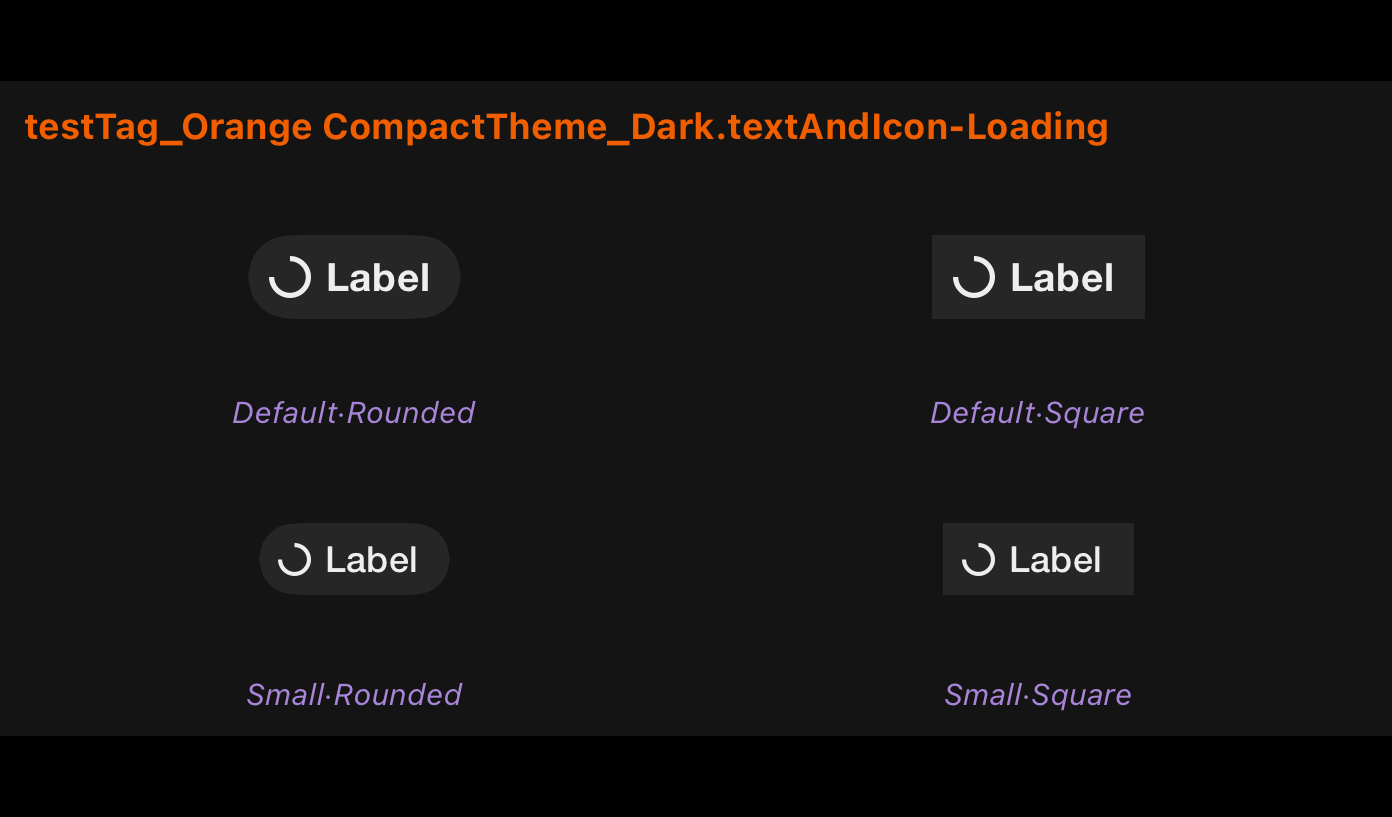 testTag_Orange CompactTheme_Dark.textAndIcon-Loading
Label
Label
Default·Rounded
Default·Square
Label
Label
Small·Rounded
Small·Square